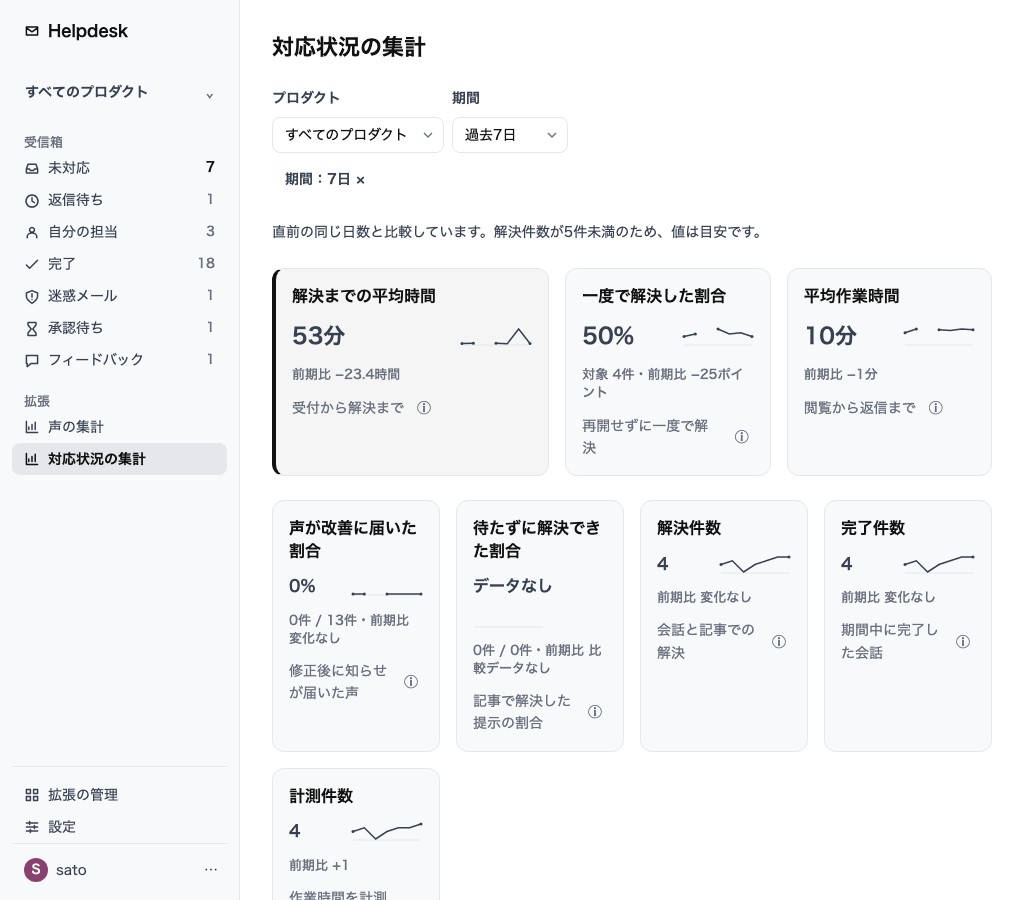 Helpdesk
すべてのプロダクト
受信箱
未対応 7
返信待ち 1
自分の担当 3
完了 18
迷惑メール 1
承認待ち 1
フィードバック 1
拡張
声の集計
対応状況の集計
拡張の管理
設定
S sato ...
対応状況の集計
プロダクト 期間
すべてのプロダクト 過去7日
期間：7日 ×
直前の同じ日数と比較しています。解決件数が5件未満のため、値は目安です。
解決までの平均時間
53分
前期比 −23.4時間
受付から解決まで
一度で解決した割合
50%
対象 4件・前期比 −25ポイ
ント
再開せずに一度で解
決
平均作業時間
10分
前期比 −1分
閲覧から返信まで
声が改善に届いた
割合
0%
0件 / 13件・前期比
変化なし
修正後に知らせ
が届いた声
待たずに解決でき
た割合
データなし
0件 / 0件・前期比 比
較データなし
記事で解決した
提示の割合
解決件数
4
前期比 変化なし
会話と記事での
解決
完了件数
4
前期比 変化なし
期間中に完了し
た会話
計測件数
4
前期比 +1
作業時間を計測